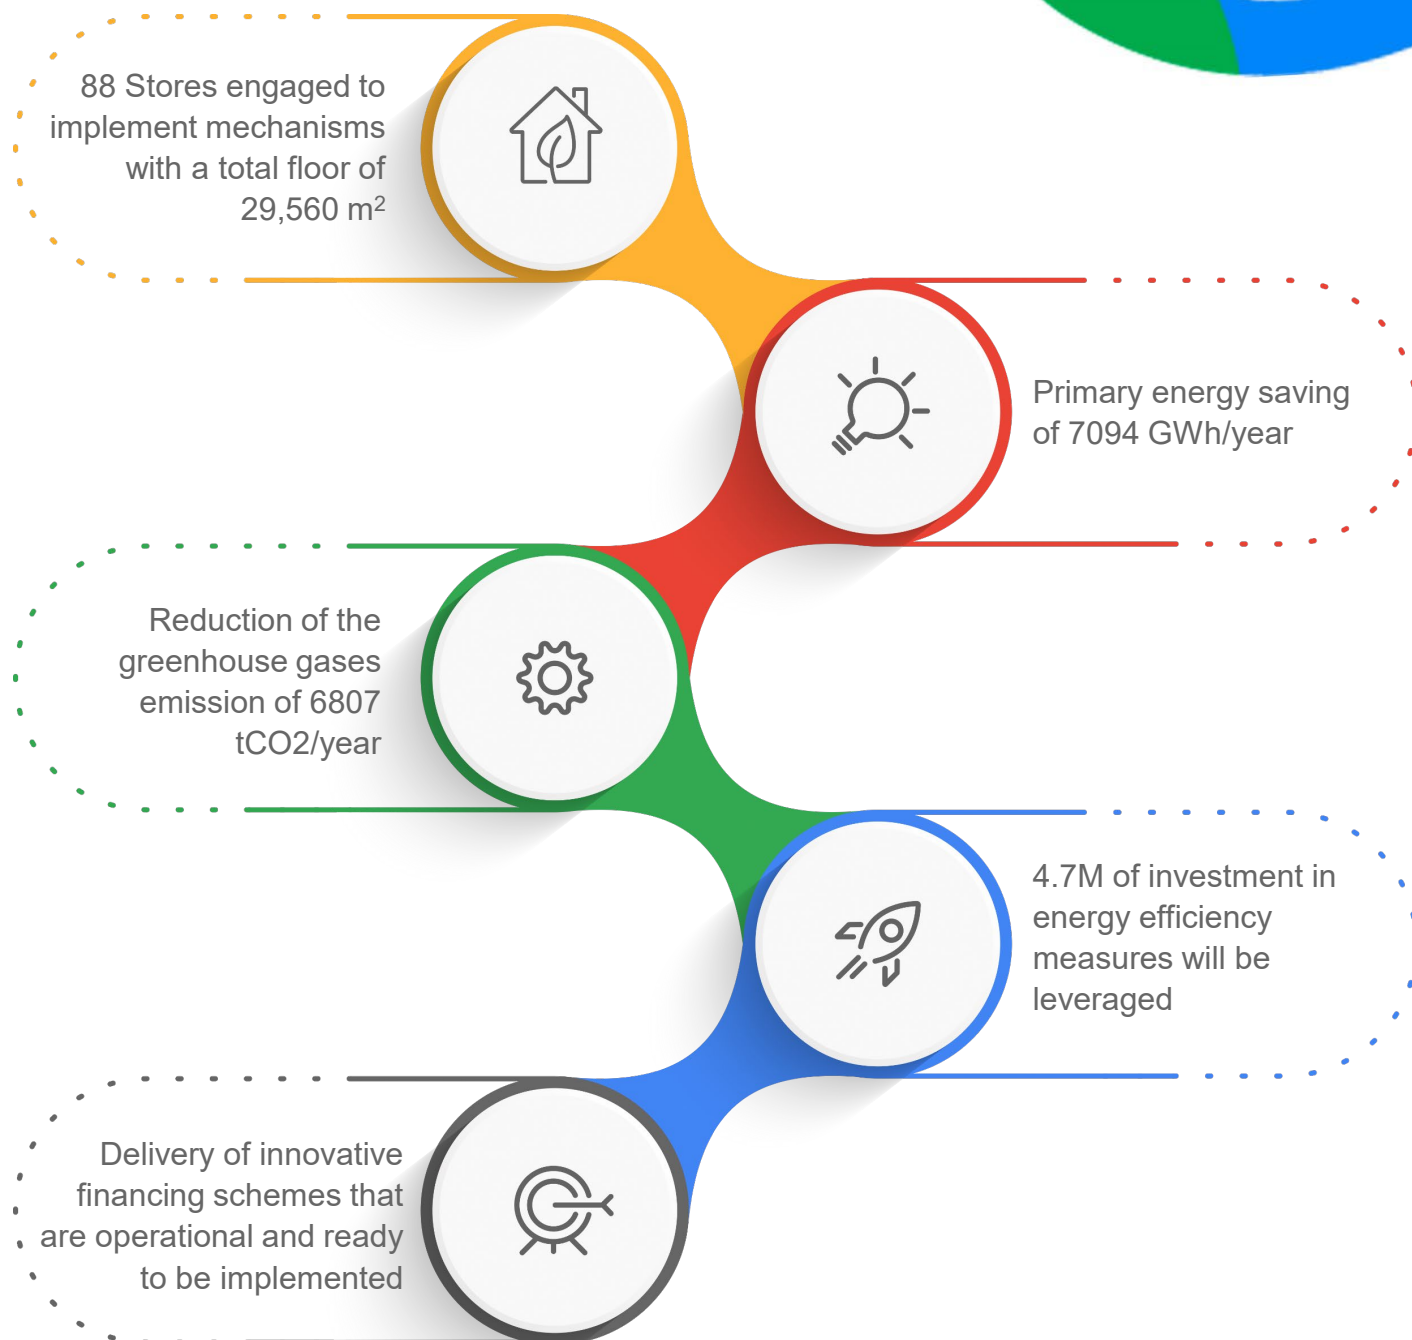 88 Stores engaged to
implement mechanisms
with a total floor of
29,560 m²
Primary energy saving
of 7094 GWh/year
Reduction of the
greenhouse gases
emission of 6807
tCO2/year
4.7M of investment in
energy efficiency
measures will be
leveraged
Delivery of innovative
financing schemes that
are operational and ready
to be implemented